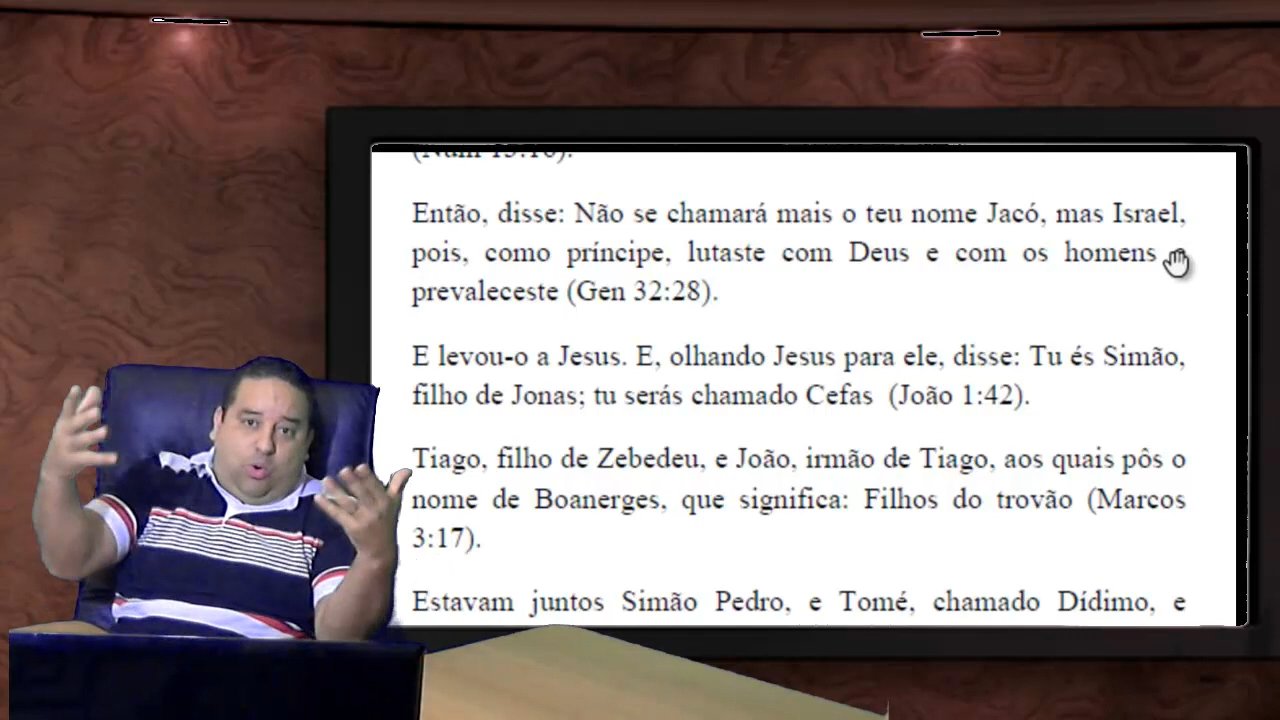 Então, disse: Não se chamará mais o teu nome Jacó, mas Israel,
pois, como príncipe, lutaste com Deus e com os homens
prevaleceste (Gen 32:28).
E levou-o a Jesus. E, olhando Jesus para ele, disse: Tu és Simão,
filho de Jonas; tu serás chamado Cefas (João 1:42).
Tiago, filho de Zebedeu, e João, irmão de Tiago, aos quais pôs o
nome de Boanerges, que significa: Filhos do trovão (Marcos
3:17).
Estavam juntos Simão Pedro, e Tomé, chamado Dídimo, e